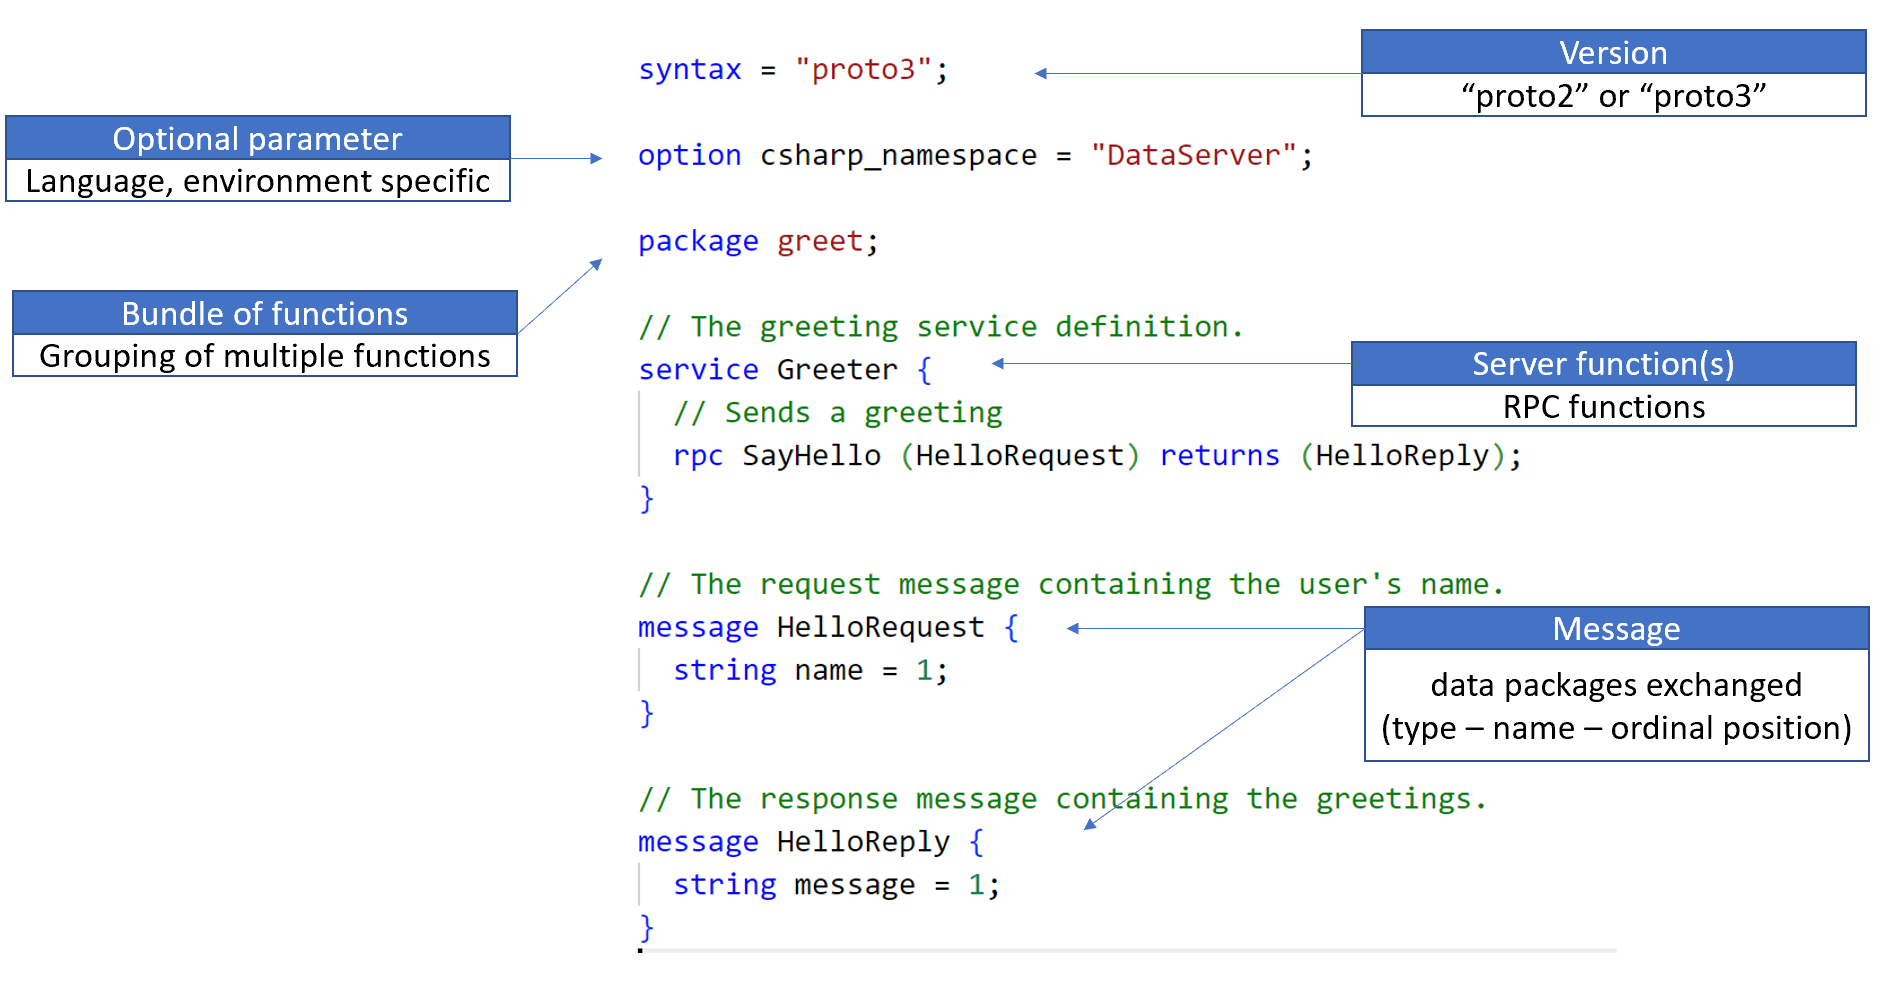 syntax = "proto3";
Version
“proto2” or “proto3”
Optional parameter
Language, environment specific
option csharp_namespace = "DataServer";
package greet;
Bundle of functions
Grouping of multiple functions
// The greeting service definition.
service Greeter {
Server function(s)
RPC functions
// Sends a greeting
rpc SayHello (HelloRequest) returns (HelloReply);
}
// The request message containing the user's name.
message HelloRequest {
string name = 1;
}
Message
data packages exchanged
(type – name – ordinal position)
// The response message containing the greetings.
message HelloReply {
string message = 1;
}